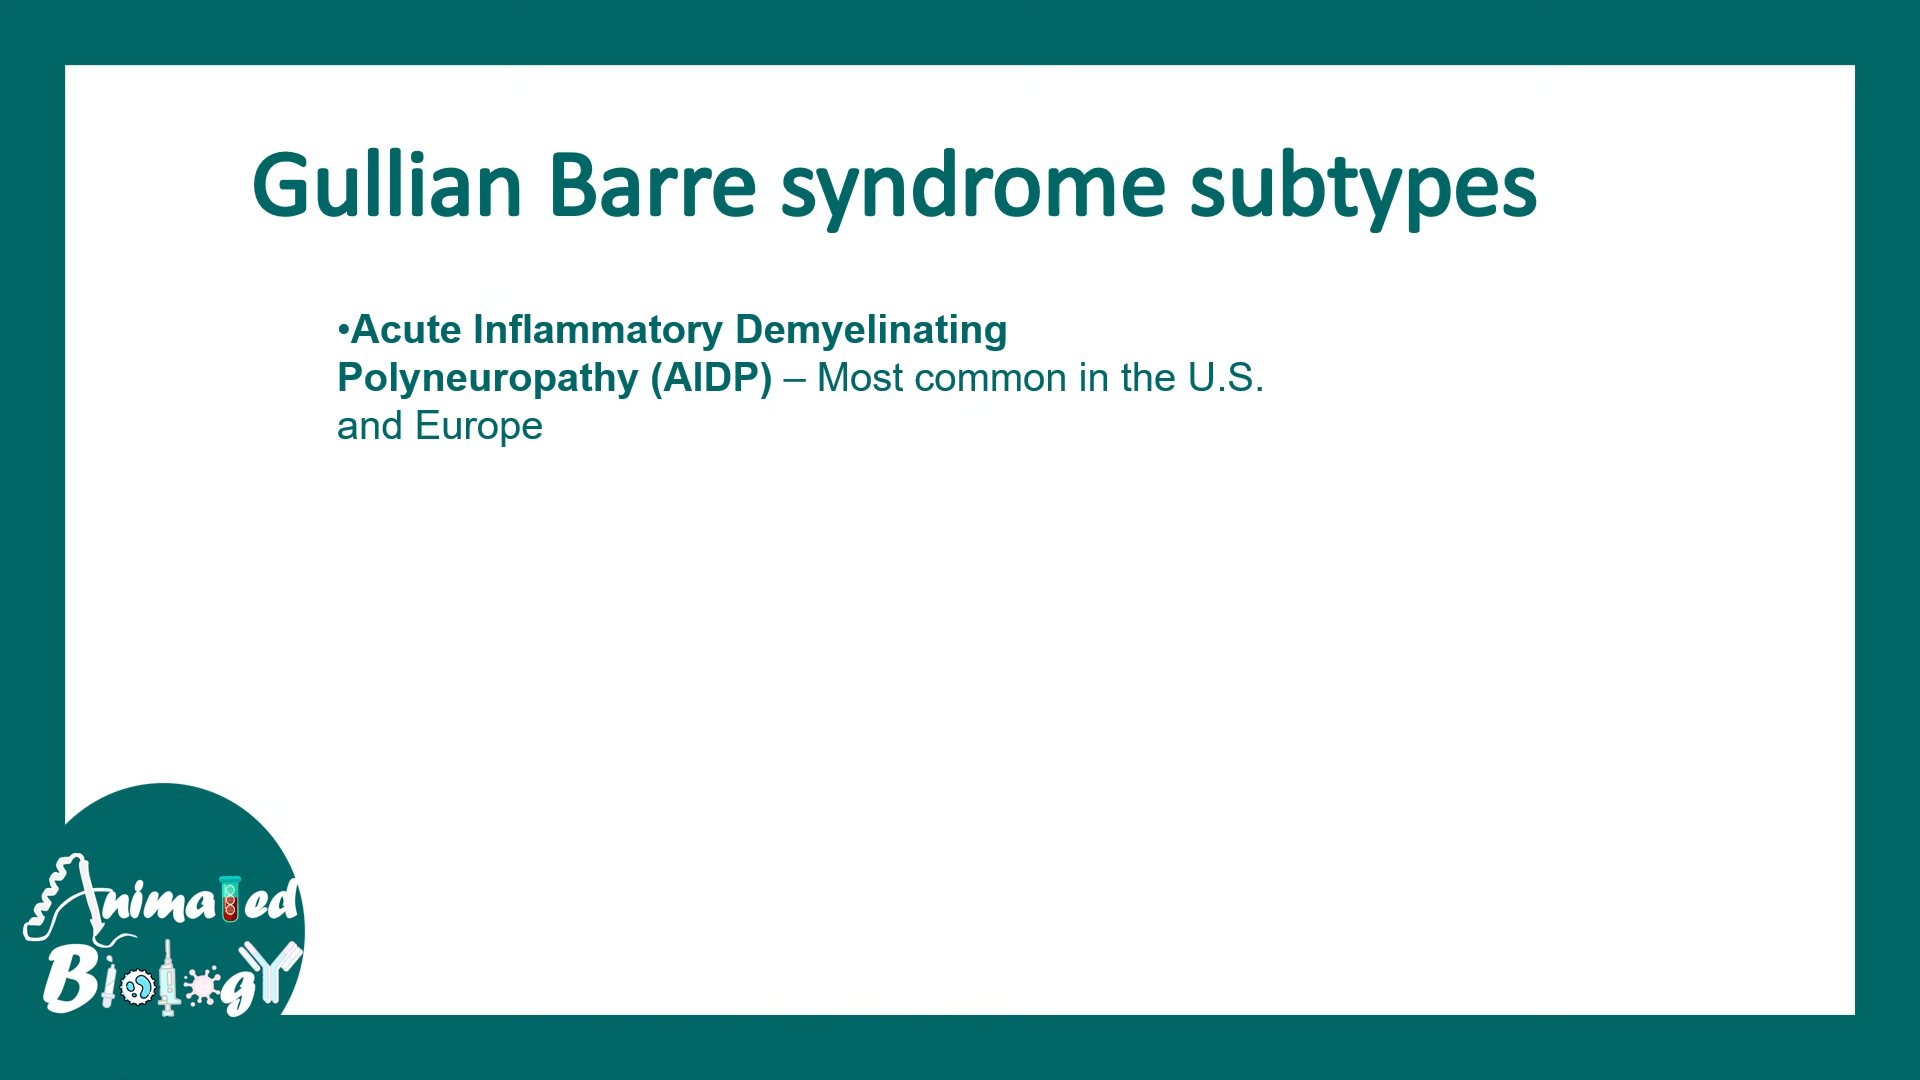 Gullian Barre syndrome subtypes
•Acute Inflammatory Demyelinating
Polyneuropathy (AIDP) – Most common in the U.S.
and Europe
Animated
Biology